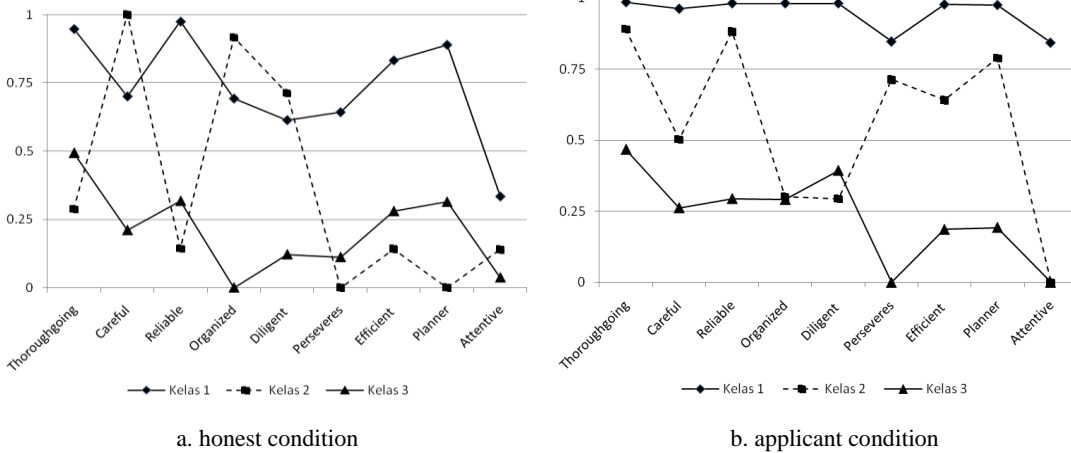 1
0.75
0.5
0.25
0
Thoroughgoing
Careful
Reliable
Organized
Diligent
Perseveres
Efficient
Planner
Attentive
Kelas 1 Kelas 2 Kelas 3
a. honest condition
1
0.75
0.5
0.25
0
Thoroughgoing
Careful
Reliable
Organized
Diligent
Perseveres
Efficient
Planner
Attentive
Kelas 1 Kelas 2 Kelas 3
b. applicant condition